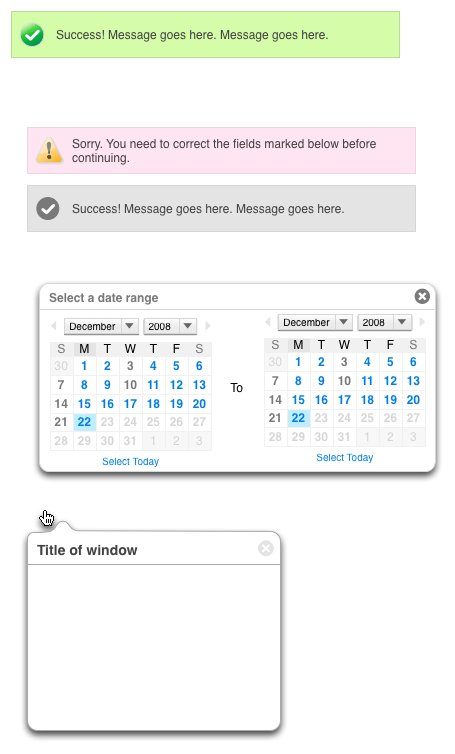 Success! Message goes here. Message goes here.
Sorry. You need to correct the fields marked below before
continuing.
Success! Message goes here. Message goes here.
Select a date range
December 2008
S M T W T F S
30 1 2 3 4 5 6
7 8 9 10 11 12 13
14 15 16 17 18 19 20
21 22 23 24 25 26 27
28 29 30 31 1 2 3
Select Today
To
December 2008
S M T W T F S
30 1 2 3 4 5 6
7 8 9 10 11 12 13
14 15 16 17 18 19 20
21 22 23 24 25 26 27
28 29 30 31 1 2 3
Select Today
Title of window